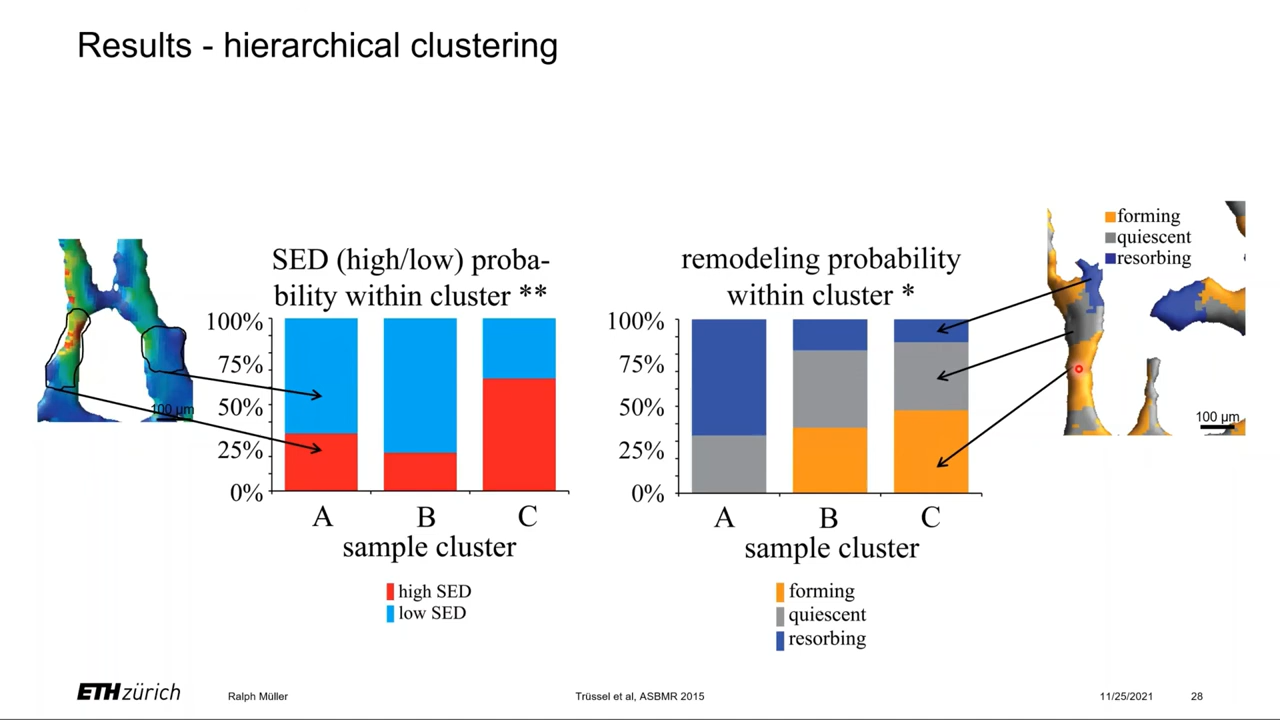 Results - hierarchical clustering
SED (high/low) proba-
bility within cluster **
100%
75%
50%
25%
0%
A B C
sample cluster
high SED
low SED
100 µm
remodeling probability
within cluster *
100%
75%
50%
25%
0%
A B C
sample cluster
forming
quiescent
resorbing
forming
quiescent
resorbing
100 µm
ETH zürich
Ralph Müller
Trüssel et al, ASBMR 2015
11/25/2021
28